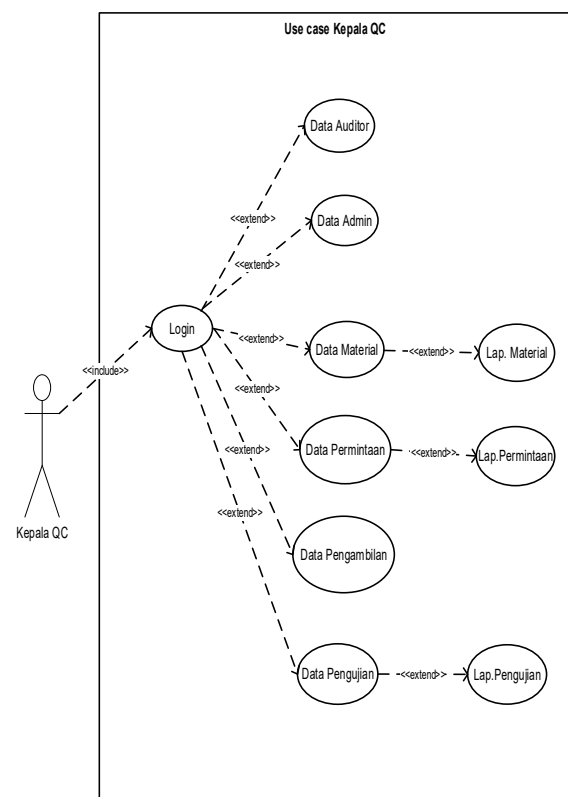 Use case Kepala QC
Data Auditor
<<extend>>
Data Admin
<<extend>>
Login
<<extend>>
Data Material
<<extend>>
Lap. Material
<<include>>
<<extend>>
Data Permintaan
<<extend>>
Lap.Permintaan
<<extend>>
Kepala QC
<<extend>>
Data Pengambilan
Data Pengujian
<<extend>>
Lap.Pengujian